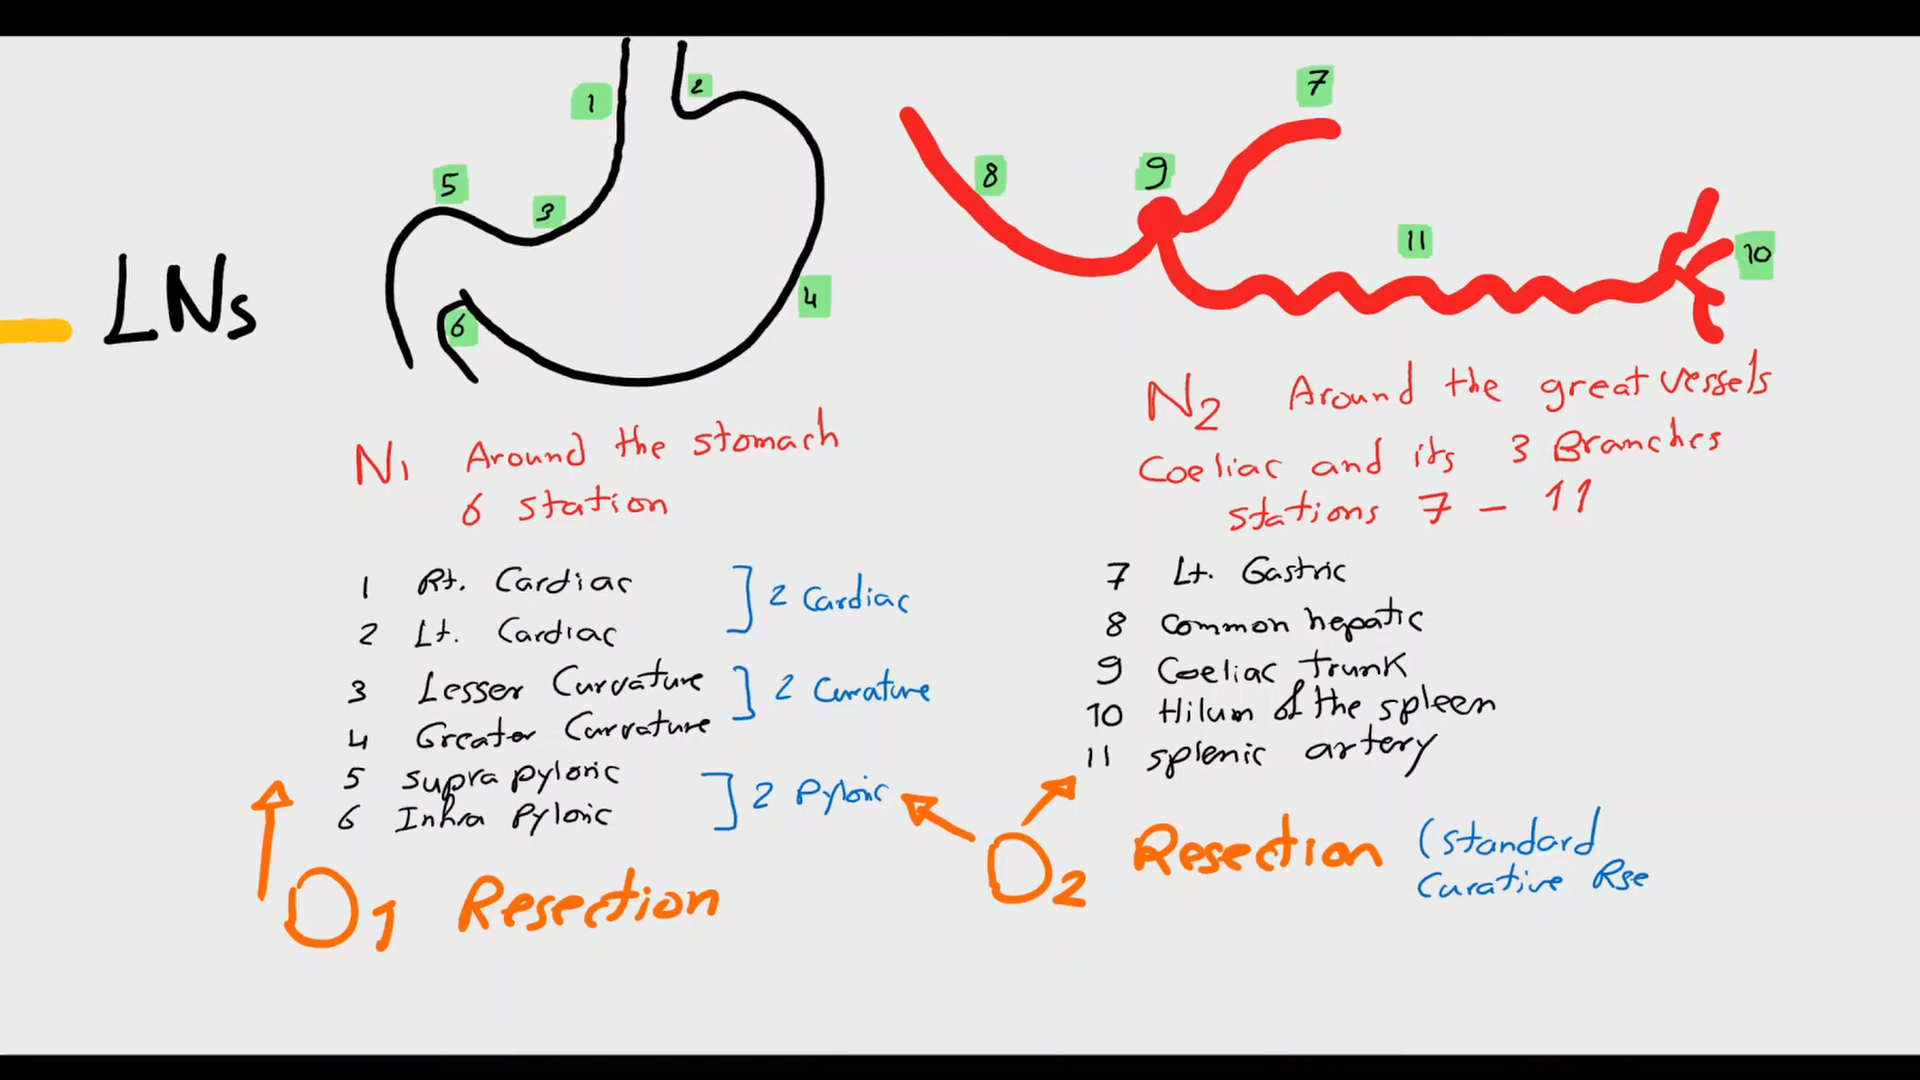 1
2
5
3
4
6
7
8
9
11
10
LNs
N1 Around the stomach
6 station
N2 Around the great vessels
Coeliac and its 3 Branches
stations 7 - 11
1 Rt. Cardiac
2 Lt. Cardiac
2 Cardiac
3 Lesser Curvature
4 Greater Curvature
2 Curature
5 supra pyloric
6 Inhra Pyloric
2 Pyloric
7 Lt. Gastric
8 Common hepatic
9 Coeliac trunk
10 Hilum of the spleen
11 splenic artery
D1 Resection
D2 Resection (standard
Curative Rse